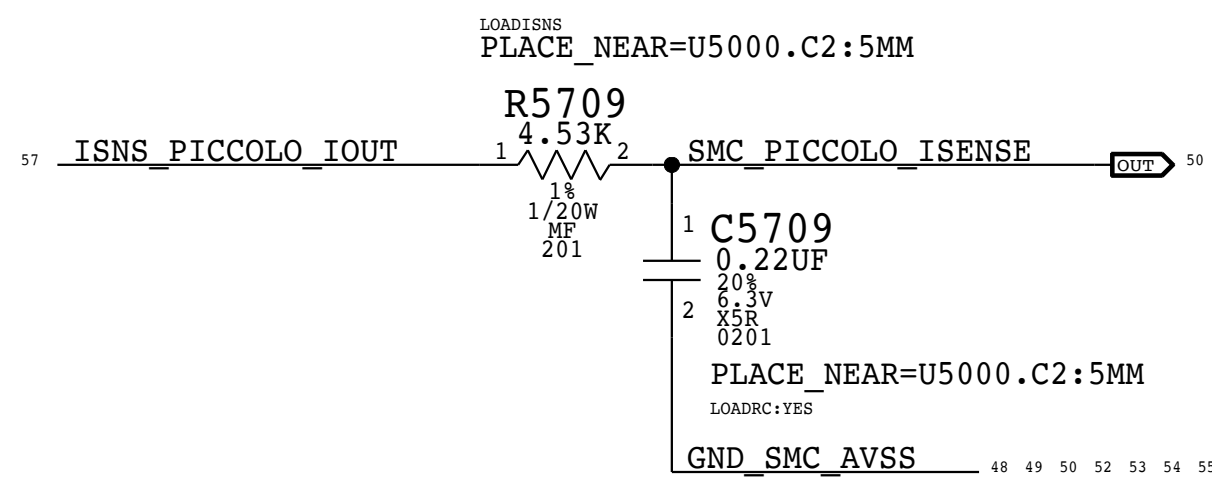 LOADISNS
PLACE_NEAR=U5000.C2:5MM
R5709
4.53K
57 ISNS_PICCOLO_IOUT 1 2 SMC_PICCOLO_ISENSE OUT 50
1%
1/20W
MF
201
1 C5709
0.22UF
20%
6.3V
2 X5R
0201
PLACE_NEAR=U5000.C2:5MM
LOADRC:YES
GND_SMC_AVSS 48 49 50 52 53 54 55